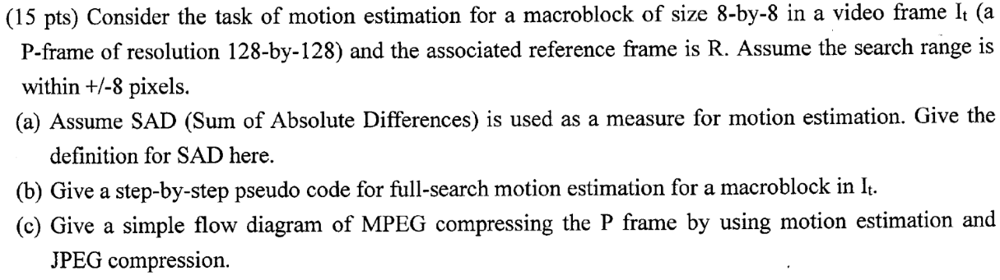 (15 pts) Consider the task of motion estimation for a macroblock of size 8-by-8 in a video frame It (a
P-frame of resolution 128-by-128) and the associated reference frame is R. Assume the search range is
within +/-8 pixels.
(a) Assume SAD (Sum of Absolute Differences) is used as a measure for motion estimation. Give the
definition for SAD here.
(b) Give a step-by-step pseudo code for full-search motion estimation for a macroblock in It.
(c) Give a simple flow diagram of MPEG compressing the P frame by using motion estimation and
JPEG compression.